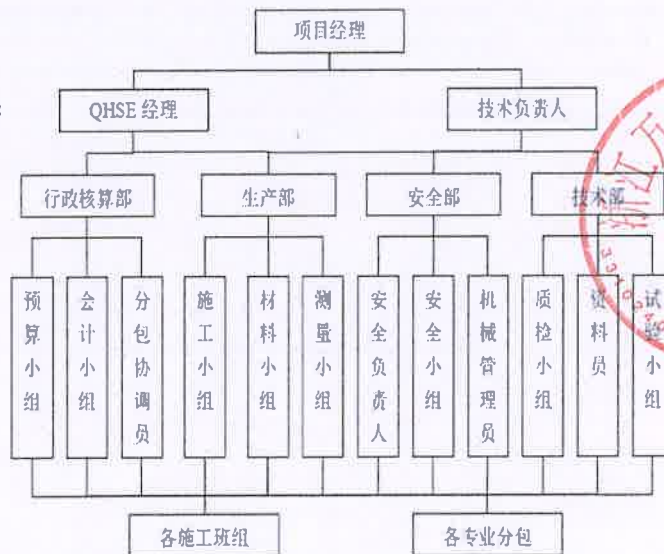 项目经理
:
QHSE 经理
技术负责人
行政核算部
生产部
安全部
技术部
预算小组
会计小组
分包协调员
施工小组
材料小组
测量小组
安全负责人
安全小组
机械管理员
质检小组
资料员
试验小组
各施工班组
各专业分包
浙江万